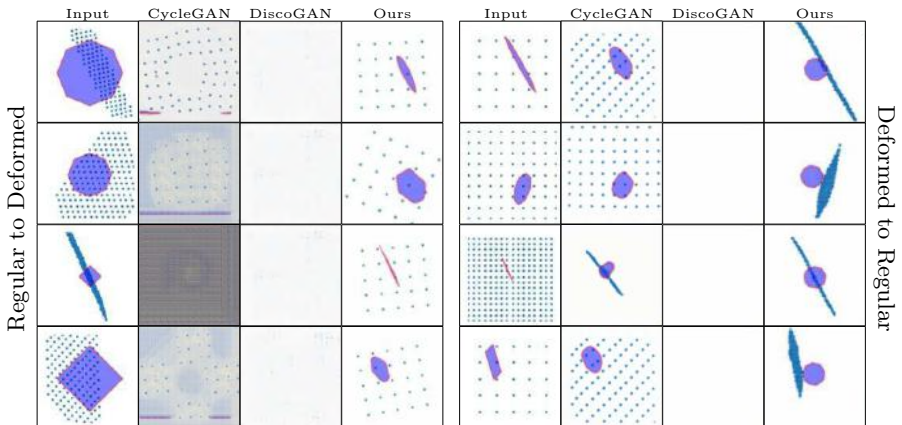 Input CycleGAN DiscoGAN Ours Input CycleGAN DiscoGAN Ours
Regular to Deformed
Deformed to Regular